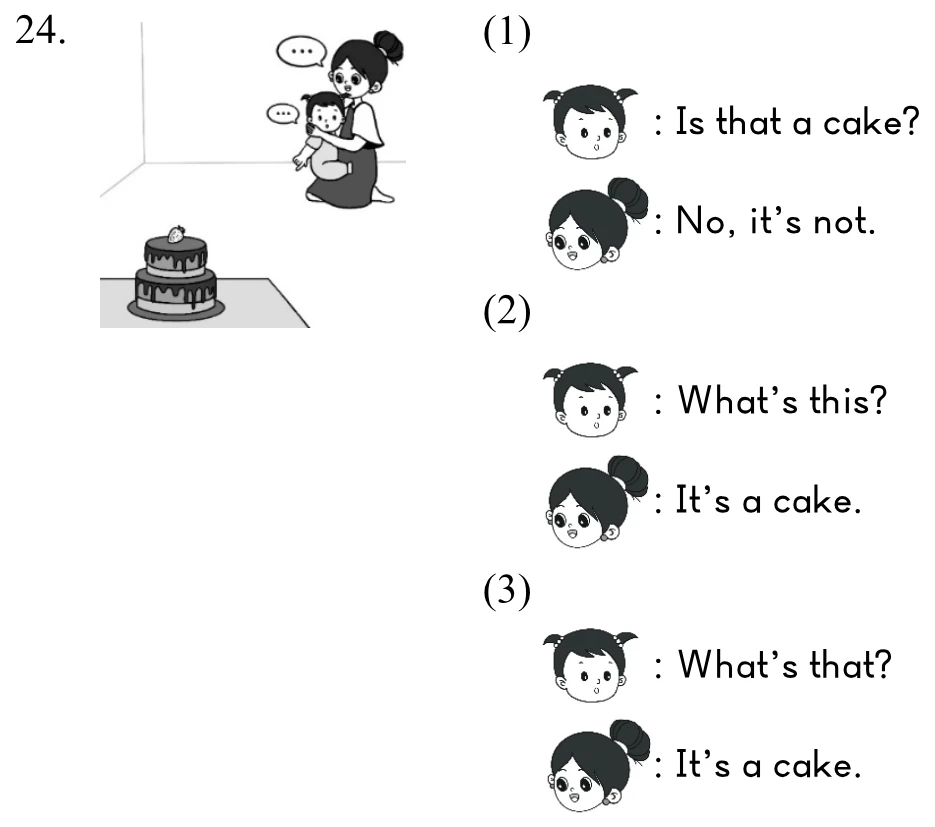 24.
...
...
(1)
: Is that a cake?
: No, it's not.
(2)
: What's this?
: It's a cake.
(3)
: What's that?
: It's a cake.